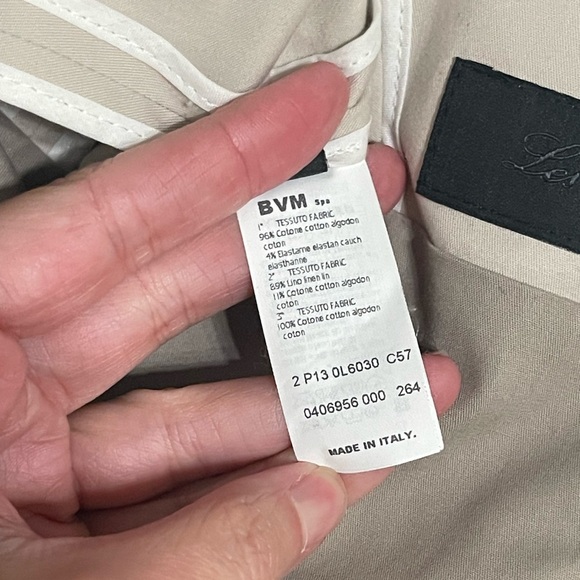 BVM Spa
1° TESSUTO FABRIC
96% Cotone cotton algodon
coton
4% Elastame elastan cauch
elasthanne
2° TESSUTO FABRIC
89% Lino linen lin
11% Cotone cotton algodon
coton
3° TESSUTO FABRIC
100% Cotone cotton algodon
coton
2 P13 0L6030 C57
0406956 000 264
MADE IN ITALY.